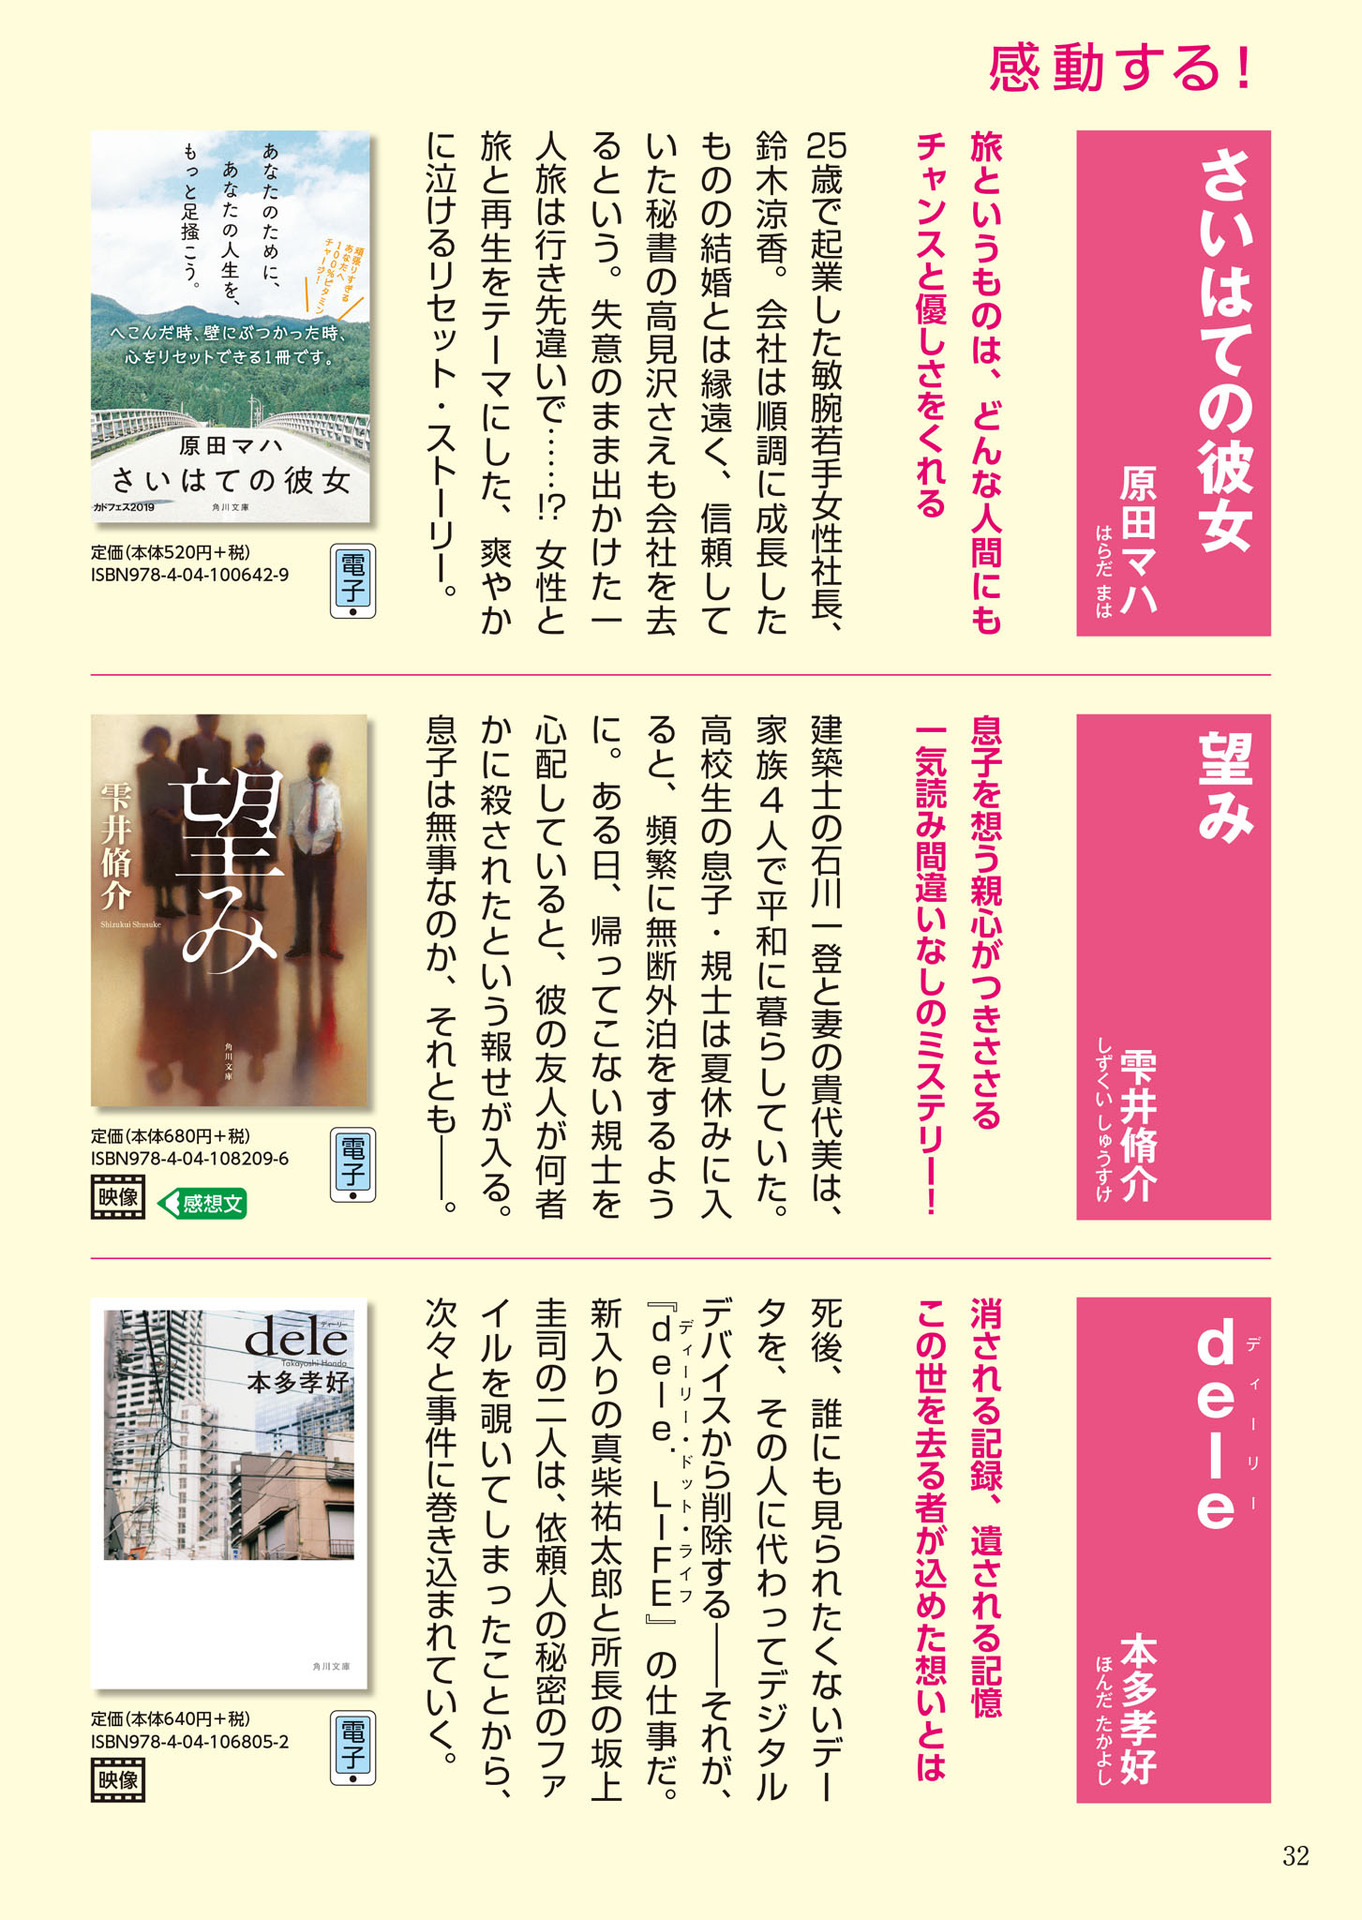 感動する！
さいはての彼女
原田マハ
はらだ まは
旅というものは、どんな人間にも
チャンスと優しさをくれる
25歳で起業した敏腕若手女性社長、
鈴木涼香。会社は順調に成長した
ものの結婚とは縁遠く、信頼して
いた秘書の高見沢さえも会社を去
るという。失意のまま出かけた一
人旅は行き先違いで……!? 女性と
旅と再生をテーマにした、爽やか
に泣けるリセット・ストーリー。
あなたのために、
あなたの人生を、
もっと足掻こう。
頑張りすぎる
あなたへ
100％ビタミン
チャージ！
へこんだ時、壁にぶつかった時、
心をリセットできる1冊です。
原田マハ
さいはての彼女
カドフェス2019
角川文庫
定価（本体520円＋税）
ISBN978-4-04-100642-9
電子
望み
雫井脩介
しずくい しゅうすけ
息子を想う親心がつきささる
一気読み間違いなしのミステリー！
建築士の石川一登と妻の貴代美は、
家族４人で平和に暮らしていた。
高校生の息子・規士は夏休みに入
ると、頻繁に無断外泊をするよう
に。ある日、帰ってこない規士を
心配していると、彼の友人が何者
かに殺されたという報せが入る。
息子は無事なのか、それとも――。
望み
雫井脩介
Shizukui Shusuke
角川文庫
定価（本体680円＋税）
ISBN978-4-04-108209-6
電子
映像
感想文
dele
ディーリー
本多孝好
ほんだ たかよし
消される記録、遺される記憶
この世を去る者が込めた想いとは
死後、誰にも見られたくないデー
タを、その人に代わってデジタル
デバイスから削除する――それが、
『dele. LIFE』の仕事だ。
ディーリー・ドット・ライフ
新入りの真柴祐太郎と所長の坂上
圭司の二人は、依頼人の秘密のファ
イルを覗いてしまったことから、
次々と事件に巻き込まれていく。
ディーリー
dele
Takayoshi Honda
本多孝好
角川文庫
定価（本体640円＋税）
ISBN978-4-04-106805-2
電子
映像
32